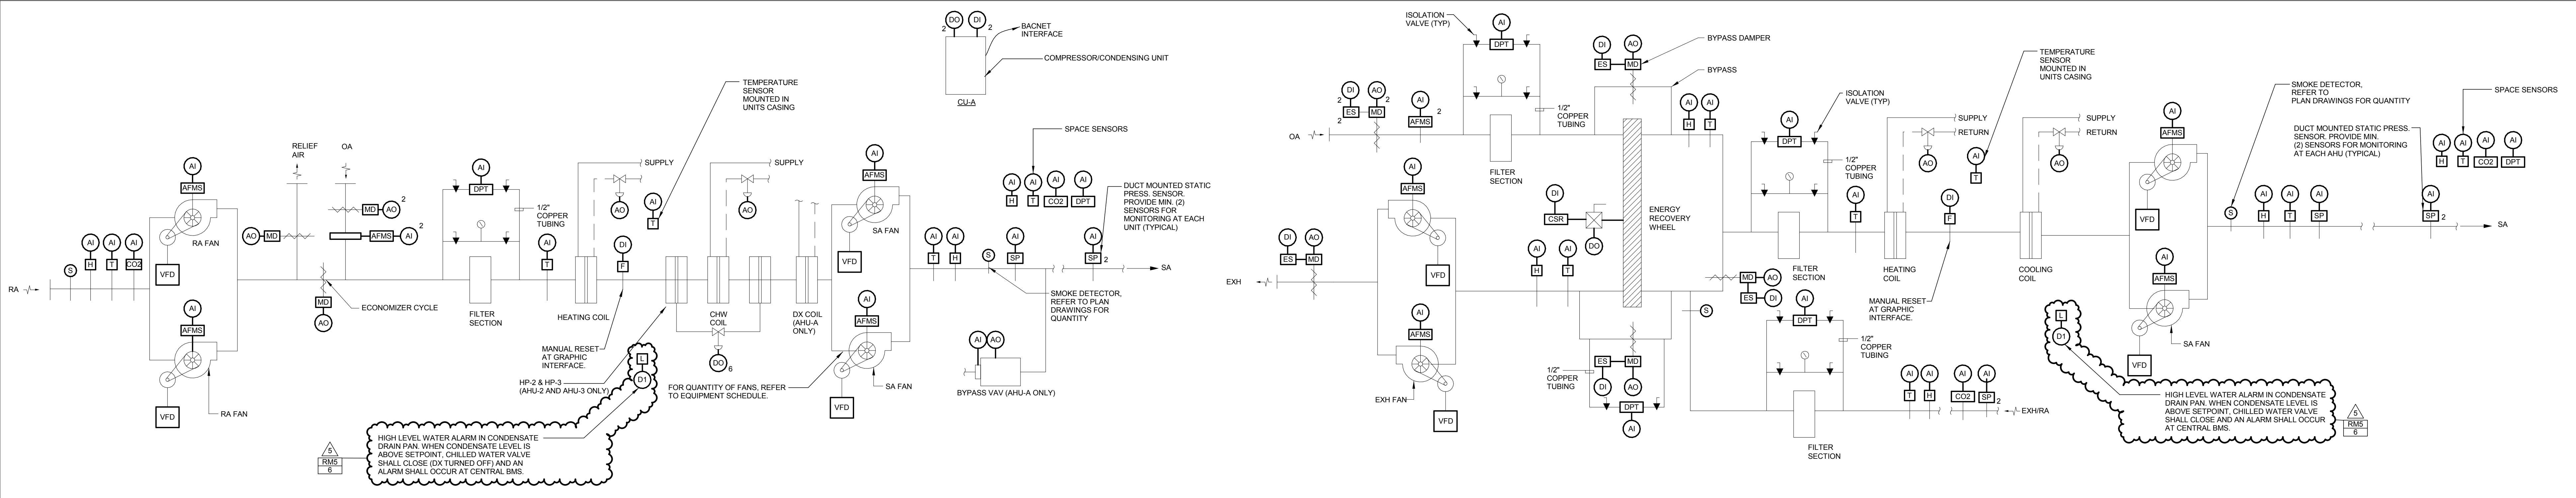 DO
DI
2
2
BACNET
INTERFACE
COMPRESSOR/CONDENSING UNIT
CU-A
TEMPERATURE
SENSOR
MOUNTED IN
UNITS CASING
RELIEF
AIR
OA
AI
AFMS
RA FAN
VFD
AO
MD
MD
AO
2
AFMS
AI
2
AI
DPT
1/2"
COPPER
TUBING
SUPPLY
AO
AI
T
SUPPLY
AO
AI
AFMS
SA FAN
VFD
SPACE SENSORS
AI
AI
AO
AI
H
T
CO2
DPT
DUCT MOUNTED STATIC
PRESS. SENSOR.
PROVIDE MIN. (2)
SENSORS FOR
MONITORING AT EACH
UNIT (TYPICAL)
RA
S
AI
AI
AI
H
T
CO2
AI
T
DI
F
AI
AI
T
H
S
AI
SP
AI
SP
2
SA
MD
AO
ECONOMIZER CYCLE
FILTER
SECTION
HEATING COIL
CHW
COIL
DX COIL
(AHU-A
ONLY)
SMOKE DETECTOR,
REFER TO PLAN
DRAWINGS FOR
QUANTITY
AI
AFMS
RA FAN
VFD
MANUAL RESET
AT GRAPHIC
INTERFACE.
HP-2 & HP-3
(AHU-2 AND AHU-3 ONLY)
DO
6
L
D1
FOR QUANTITY OF FANS, REFER
TO EQUIPMENT SCHEDULE.
AI
AFMS
SA FAN
VFD
AI
AO
BYPASS VAV (AHU-A ONLY)
HIGH LEVEL WATER ALARM IN CONDENSATE
DRAIN PAN. WHEN CONDENSATE LEVEL IS
ABOVE SETPOINT, CHILLED WATER VALVE
SHALL CLOSE (DX TURNED OFF) AND AN
ALARM SHALL OCCUR AT CENTRAL BMS.
5
RM5
6
ISOLATION
VALVE (TYP)
AI
DPT
1/2"
COPPER
TUBING
DI
AO
ES
MD
BYPASS DAMPER
BYPASS
2
DI
AO
2
2
ES
MD
AI
2
AFMS
OA
FILTER
SECTION
AI
AI
H
T
ISOLATION
VALVE (TYP)
AI
DPT
1/2"
COPPER
TUBING
AI
T
SUPPLY
RETURN
AO
TEMPERATURE
SENSOR
MOUNTED IN
UNITS CASING
AI
T
DI
F
SUPPLY
RETURN
AO
AI
AFMS
VFD
SMOKE DETECTOR,
REFER TO
PLAN DRAWINGS FOR QUANTITY
DUCT MOUNTED STATIC PRESS.
SENSOR. PROVIDE MIN.
(2) SENSORS FOR MONITORING
AT EACH AHU (TYPICAL)
SPACE SENSORS
AI
AI
AI
AI
H
T
CO2
DPT
S
AI
AI
AI
H
T
SP
AI
SP
2
SA
AI
AFMS
VFD
DI
CSR
DO
ENERGY
RECOVERY
WHEEL
DI
AO
ES
MD
EXH
AI
AI
H
T
MD
AO
ES
DI
FILTER
SECTION
HEATING
COIL
COOLING
COIL
MANUAL RESET
AT GRAPHIC
INTERFACE.
AI
AFMS
EXH FAN
VFD
1/2"
COPPER
TUBING
ES
MD
DI
AO
DPT
AI
S
AI
DPT
1/2"
COPPER
TUBING
FILTER
SECTION
AI
AI
AI
AI
T
H
CO2
SP
2
EXH/RA
L
D1
AI
AFMS
SA FAN
VFD
HIGH LEVEL WATER ALARM IN CONDENSATE
DRAIN PAN. WHEN CONDENSATE LEVEL IS
ABOVE SETPOINT, CHILLED WATER VALVE
SHALL CLOSE AND AN ALARM SHALL OCCUR
AT CENTRAL BMS.
5
RM5
6